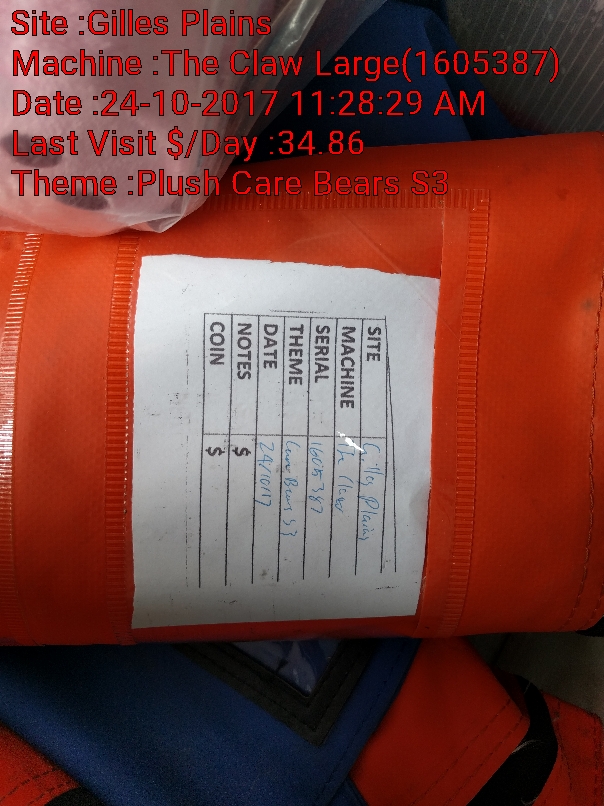 Site :Gilles Plains
Machine :The Claw Large(1605387)
Date :24-10-2017 11:28:29 AM
Last Visit $/Day :34.86
Theme :Plush Care Bears S3
SITE Gilles Plains
MACHINE The Claw
SERIAL 1605387
THEME Care Bears S3
DATE 24/10/17
NOTES $
COIN $